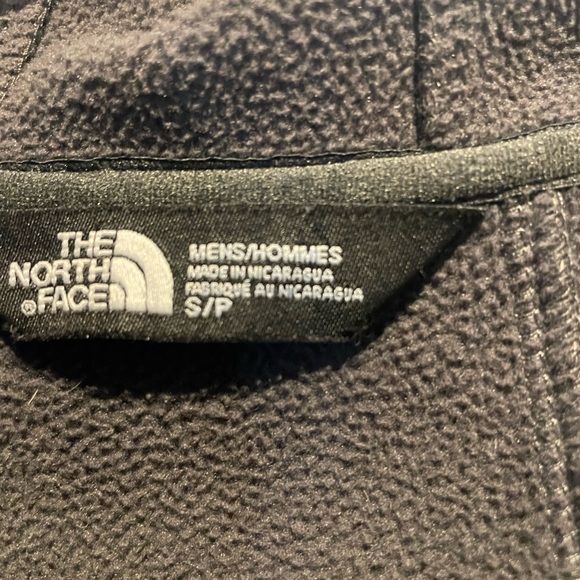 THE
NORTH
®FACE
MENS/HOMMES
MADE IN NICARAGUA
FABRIQUÉ AU NICARAGUA
S/P